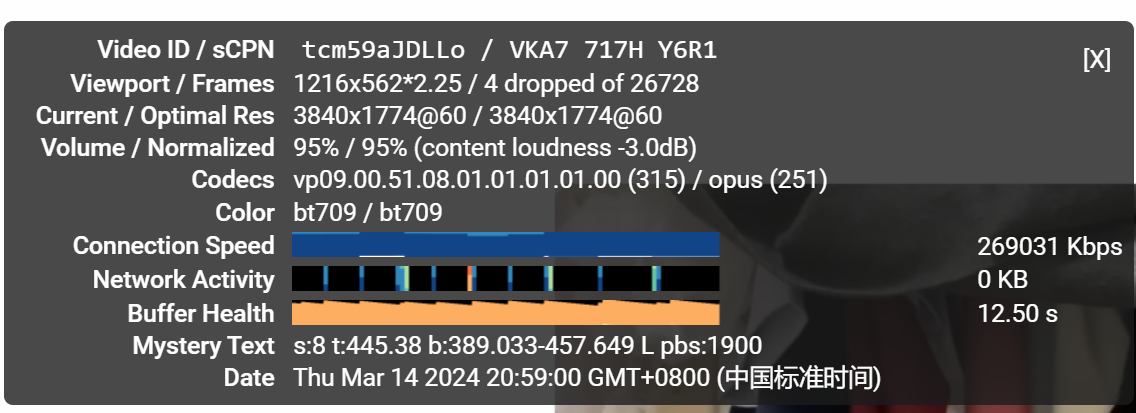 Video ID / sCPN tcm59aJDLLo / VKA7 717H Y6R1
[X]
Viewport / Frames 1216x562*2.25 / 4 dropped of 26728
Current / Optimal Res 3840x1774@60 / 3840x1774@60
Volume / Normalized 95% / 95% (content loudness -3.0dB)
Codecs vp09.00.51.08.01.01.01.01.00 (315) / opus (251)
Color bt709 / bt709
Connection Speed 269031 Kbps
Network Activity 0 KB
Buffer Health 12.50 s
Mystery Text s:8 t:445.38 b:389.033-457.649 L pbs:1900
Date Thu Mar 14 2024 20:59:00 GMT+0800 (中国标准时间)